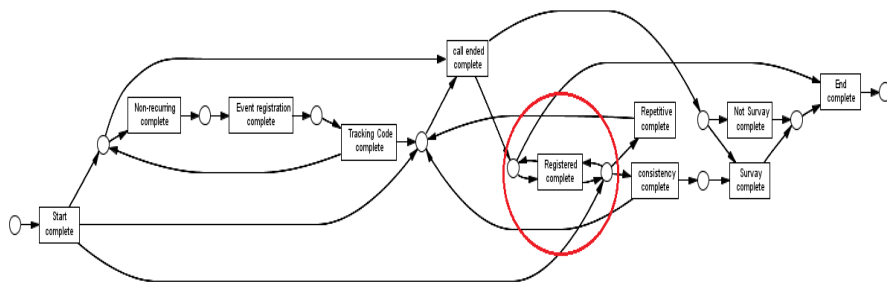 call ended
complete
End
complete
Non-recurring
complete
Event registration
complete
Repetitive
complete
Not Survay
complete
Tracking Code
complete
Registered
complete
consistency
complete
Survay
complete
Start
complete